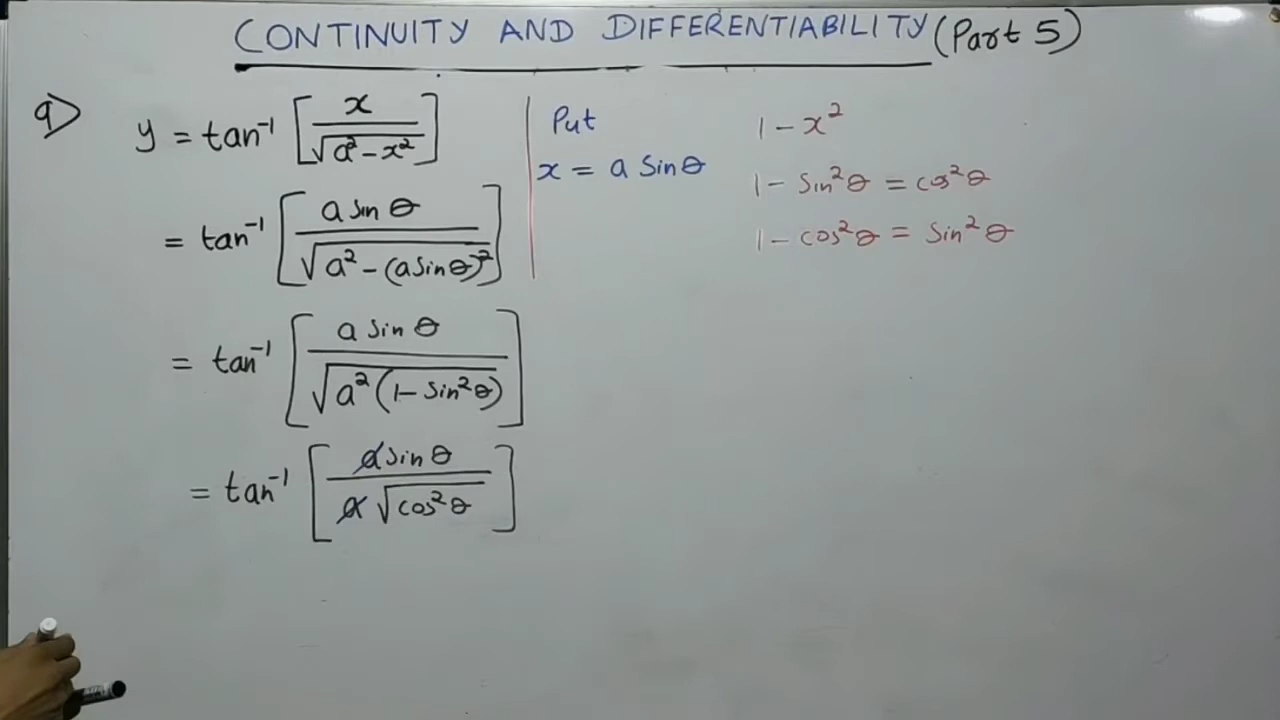 CONTINUITY AND DIFFERENTIABILITY (Part 5)
9) y = tan⁻¹ [x / √(a² - x²)]
= tan⁻¹ [a sin θ / √(a² - (a sin θ)²)]
= tan⁻¹ [a sin θ / √(a² (1 - sin²θ))]
= tan⁻¹ [a sin θ / a √(cos²θ)]
Put
x = a sin θ
1 - x²
1 - sin²θ = cos²θ
1 - cos²θ = sin²θ